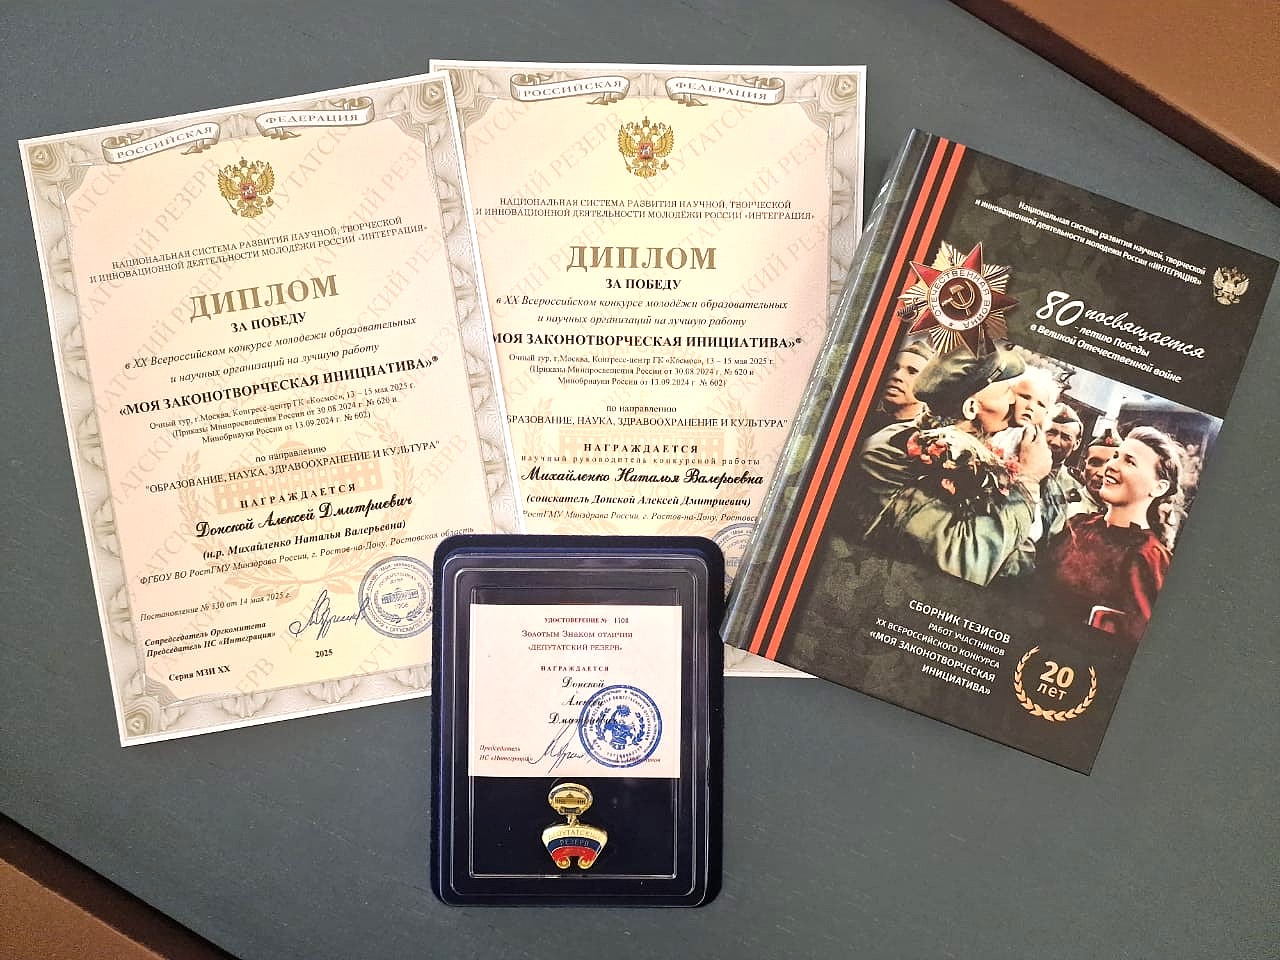 РОССИЙСКАЯ ФЕДЕРАЦИЯ
НАЦИОНАЛЬНАЯ СИСТЕМА РАЗВИТИЯ НАУЧНОЙ, ТВОРЧЕСКОЙ
И ИННОВАЦИОННОЙ ДЕЯТЕЛЬНОСТИ МОЛОДЁЖИ РОССИИ «ИНТЕГРАЦИЯ»
ДИПЛОМ
ЗА ПОБЕДУ
в XX Всероссийском конкурсе молодёжи образовательных
и научных организаций на лучшую работу
«МОЯ ЗАКОНОТВОРЧЕСКАЯ ИНИЦИАТИВА»®
Очный тур, г.Москва, Конгресс-центр ГК «Космос», 13 – 15 мая 2025 г.
(Приказы Минпросвещения России от 30.08.2024 г. № 620 и
Минобрнауки России от 13.09.2024 г. № 602)
по направлению
"ОБРАЗОВАНИЕ, НАУКА, ЗДРАВООХРАНЕНИЕ И КУЛЬТУРА"
НАГРАЖДАЕТСЯ
Донской Алексей Дмитриевич
(н.р. Михайленко Наталья Валерьевна)
ФГБОУ ВО РостГМУ Минздрава России, г. Ростов-на-Дону, Ростовская область
Постановление № 330 от 14 мая 2025 г.
Сопредседатель Оргкомитета
Председатель НС «Интеграция»
2025
Серия МЗИ XX
РОССИЙСКАЯ ФЕДЕРАЦИЯ
НАЦИОНАЛЬНАЯ СИСТЕМА РАЗВИТИЯ НАУЧНОЙ, ТВОРЧЕСКОЙ
И ИННОВАЦИОННОЙ ДЕЯТЕЛЬНОСТИ МОЛОДЁЖИ РОССИИ "ИНТЕГРАЦИЯ"
ДИПЛОМ
ЗА ПОБЕДУ
в XX Всероссийском конкурсе молодёжи образовательных
и научных организаций на лучшую работу
МОЯ ЗАКОНОТВОРЧЕСКАЯ ИНИЦИАТИВА»®
Очный тур, г.Москва, Конгресс-центр ГК «Космос», 13 – 15 мая 2025 г.
(Приказы Минпросвещения России от 30.08.2024 г. № 620 и
Минобрнауки России от 13.09.2024 г. № 602)
по направлению
БРАЗОВАНИЕ, НАУКА, ЗДРАВООХРАНЕНИЕ И КУЛЬТУРА"
НАГРАЖДАЕТСЯ
научный руководитель конкурсной работы
Михайленко Наталья Валерьевна
(соискатель Донской Алексей Дмитриевич)
РостГМУ Минздрава России, г. Ростов-на-Дону, Ростовс
Национальная система развития научной, творческой
и инновационной деятельности молодежи России «ИНТЕГРАЦИЯ»
ОТЕЧЕСТВЕННАЯ ВОЙНА
посвящается
80-летию Победы
в Великой Отечественной войне
СБОРНИК ТЕЗИСОВ
РАБОТ УЧАСТНИКОВ
XX ВСЕРОССИЙСКОГО КОНКУРСА
«МОЯ ЗАКОНОТВОРЧЕСКАЯ
ИНИЦИАТИВА»
20
ЛЕТ
УДОСТОВЕРЕНИЕ № 1108
Золотым Знаком отличия
«ДЕПУТАТСКИЙ РЕЗЕРВ»
НАГРАЖДАЕТСЯ
Донской
Алексей
Дмитриевич
Председатель
НС «Интеграция»
ДЕПУТАТСКИЙ
РЕЗЕРВ